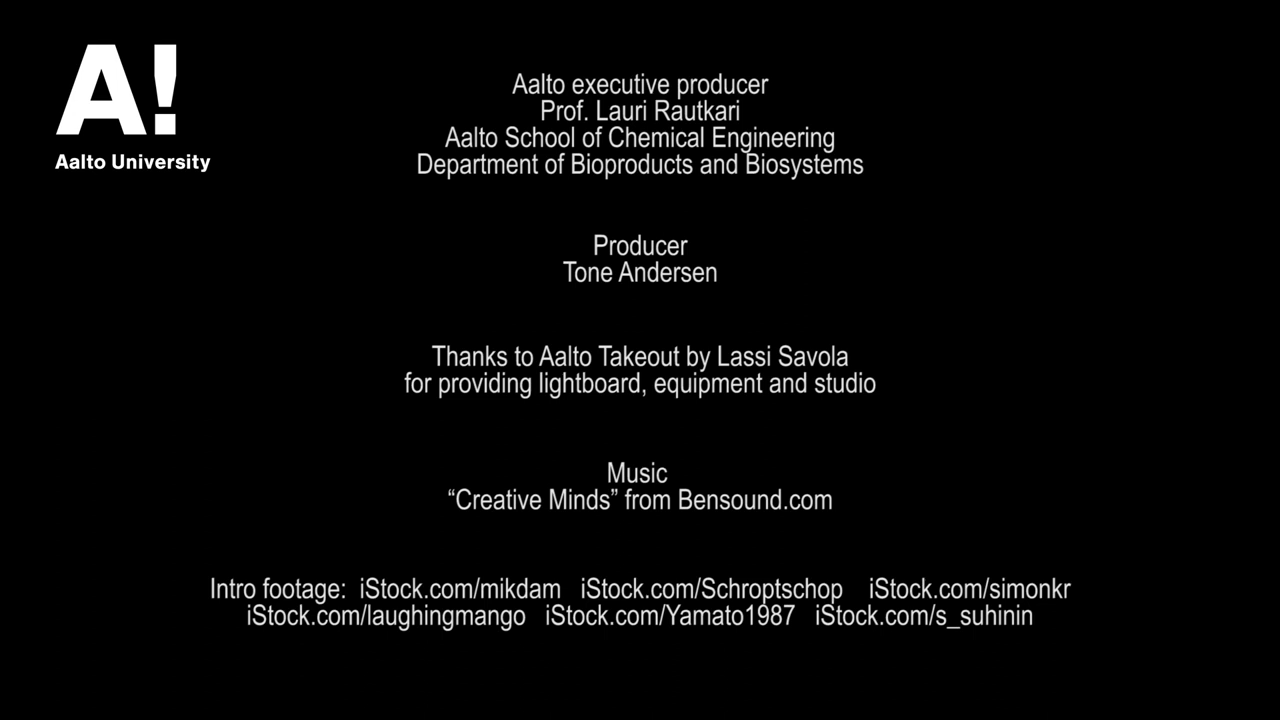 A!
Aalto University
Aalto executive producer
Prof. Lauri Rautkari
Aalto School of Chemical Engineering
Department of Bioproducts and Biosystems
Producer
Tone Andersen
Thanks to Aalto Takeout by Lassi Savola
for providing lightboard, equipment and studio
Music
“Creative Minds” from Bensound.com
Intro footage:  iStock.com/mikdam   iStock.com/Schroptschop    iStock.com/simonkr
iStock.com/laughingmango   iStock.com/Yamato1987   iStock.com/s_suhinin